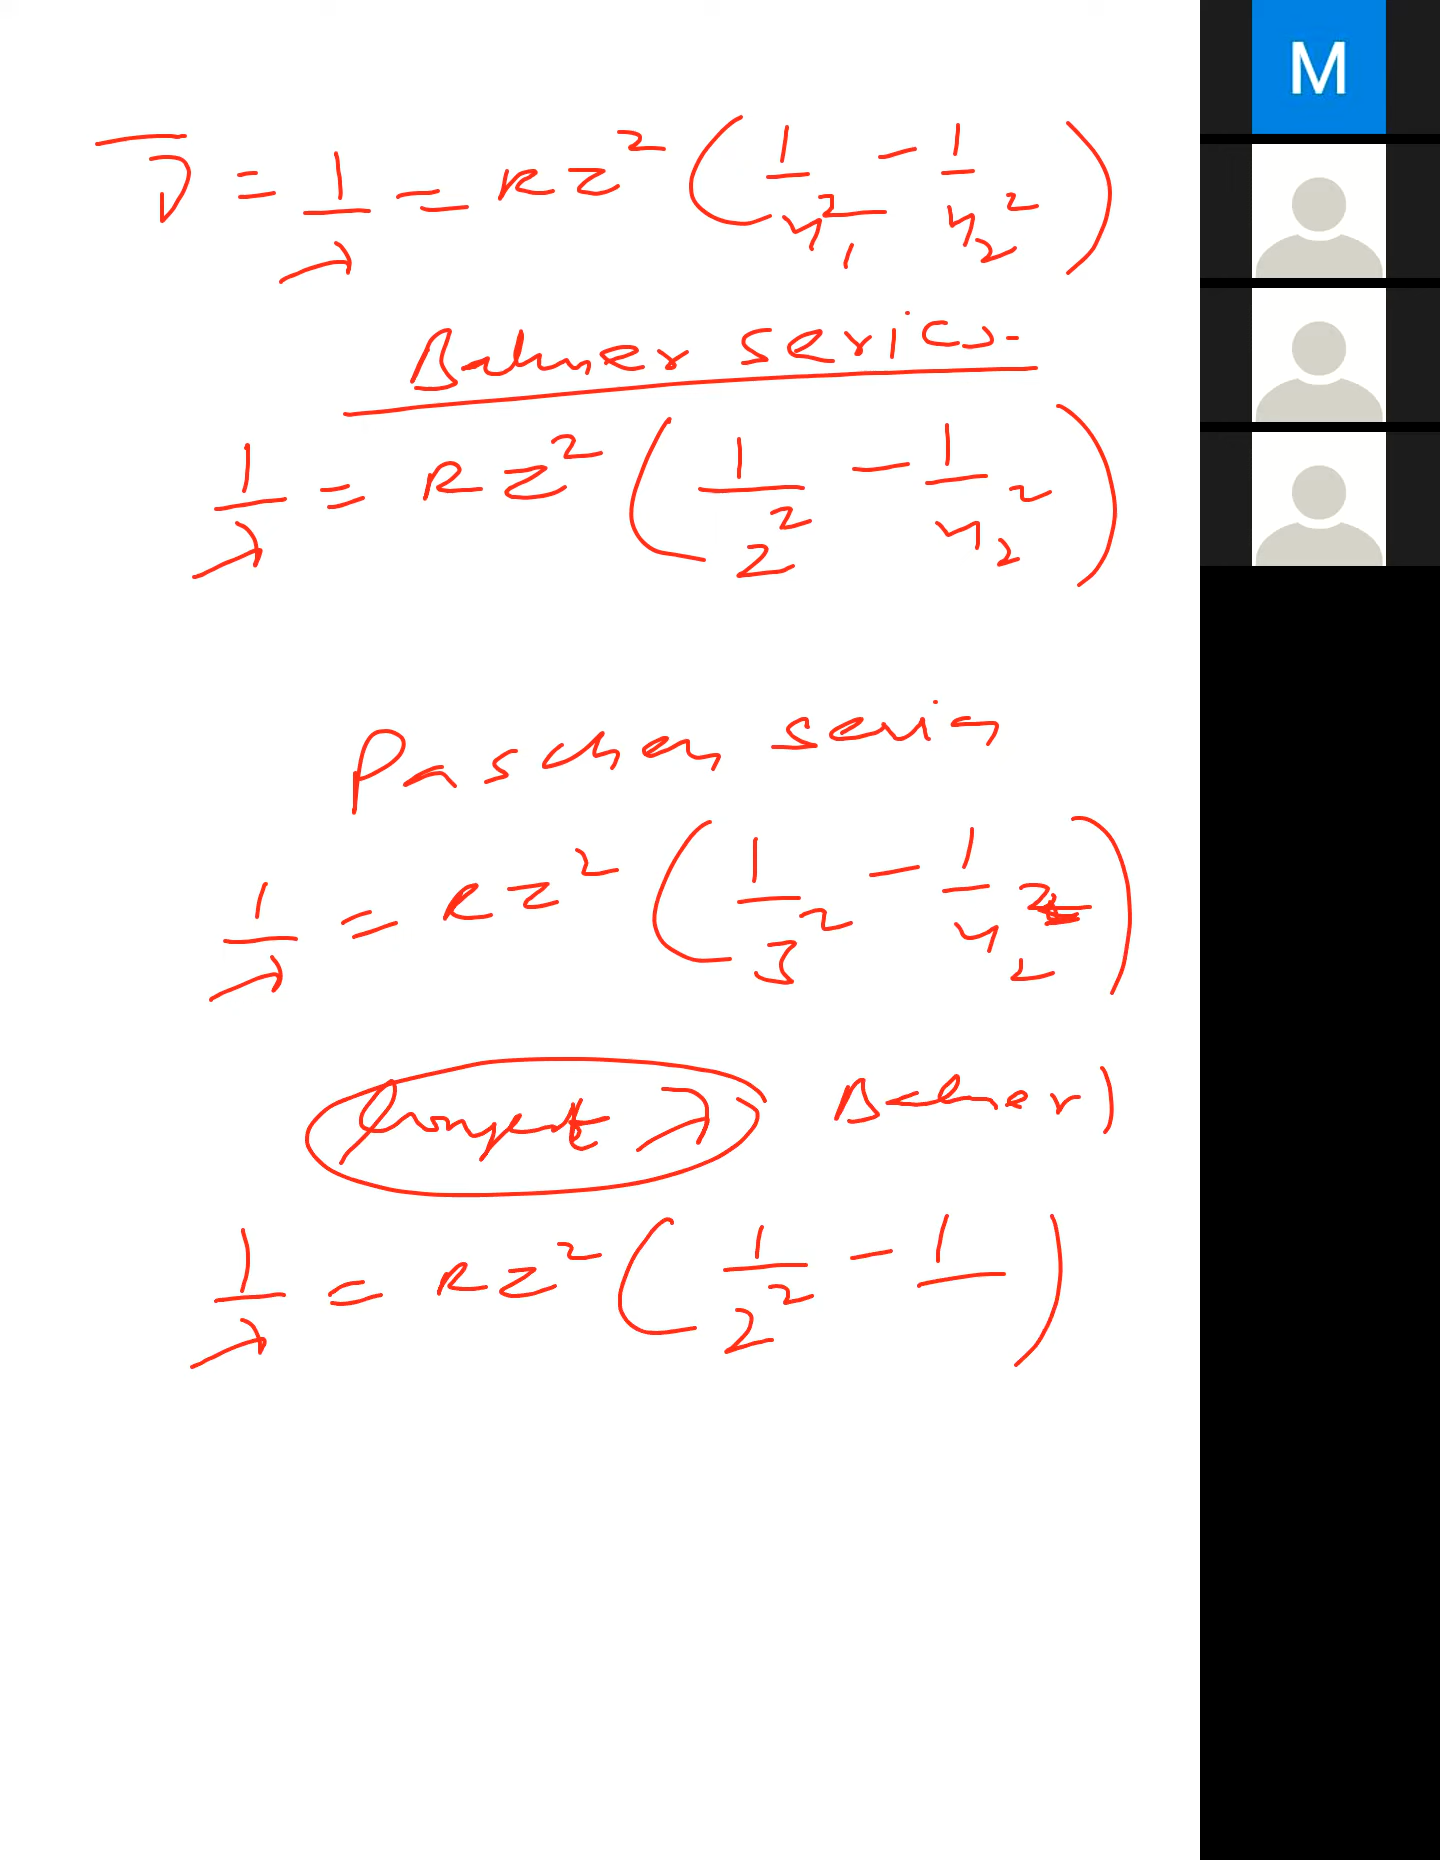 M
ν̅ = 1/λ = RZ² (1/n₁² − 1/n₂²)
Balmer series.
1/λ = RZ² (1/2² − 1/n₂²)
Paschen series
1/λ = RZ² (1/3² − 1/n₂²)
longest λ Balmer)
1/λ = RZ² (1/2² − 1/ )